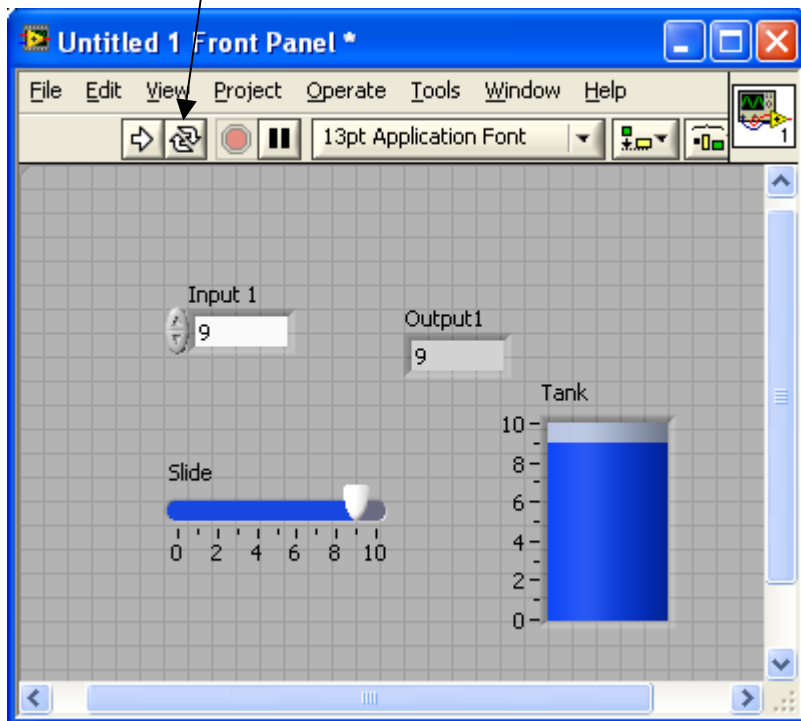 Untitled 1 Front Panel *
File Edit View Project Operate Tools Window Help
13pt Application Font
1
Input 1
9
Output1
9
Tank
10
8
6
4
2
0
Slide
0 2 4 6 8 10